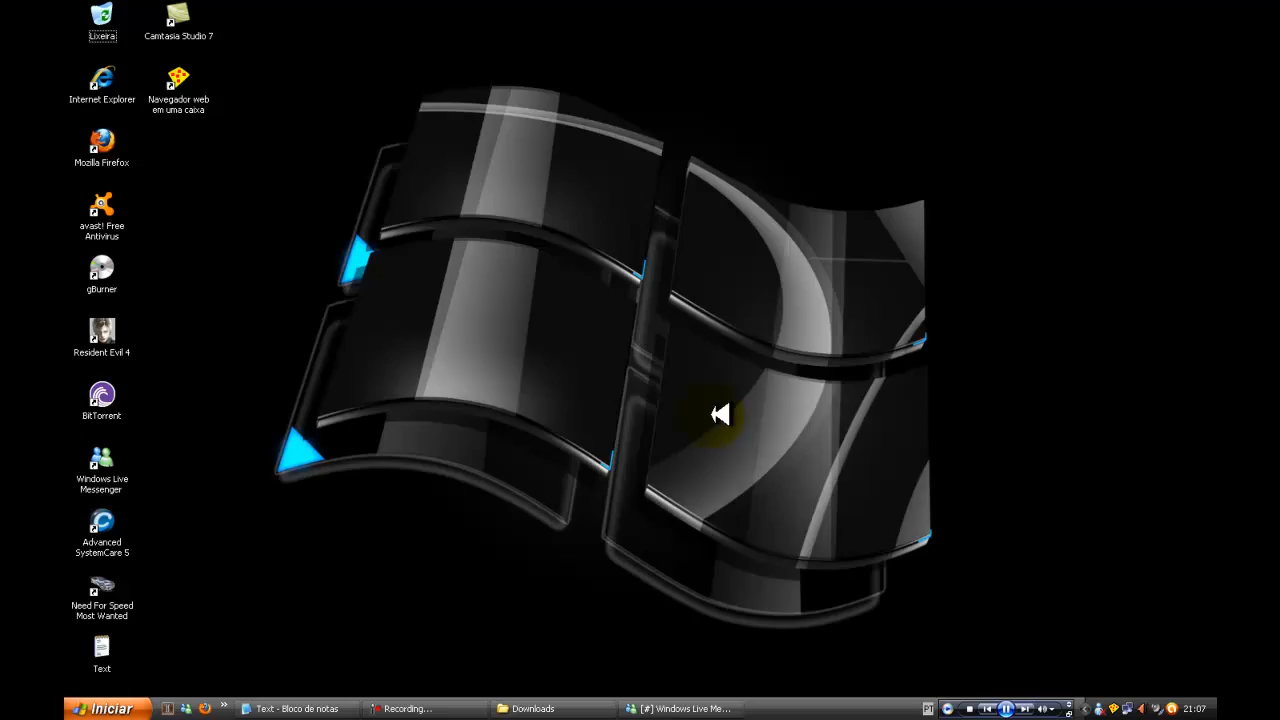 Lixeira
Camtasia Studio 7
Internet Explorer
Navegador web
em uma caixa
Mozilla Firefox
avast! Free
Antivirus
gBurner
Resident Evil 4
BitTorrent
Windows Live
Messenger
Advanced
SystemCare 5
Need For Speed
Most Wanted
Text
Iniciar
Text - Bloco de notas
Recording...
Downloads
[#] Windows Live Me...
PT
21:07